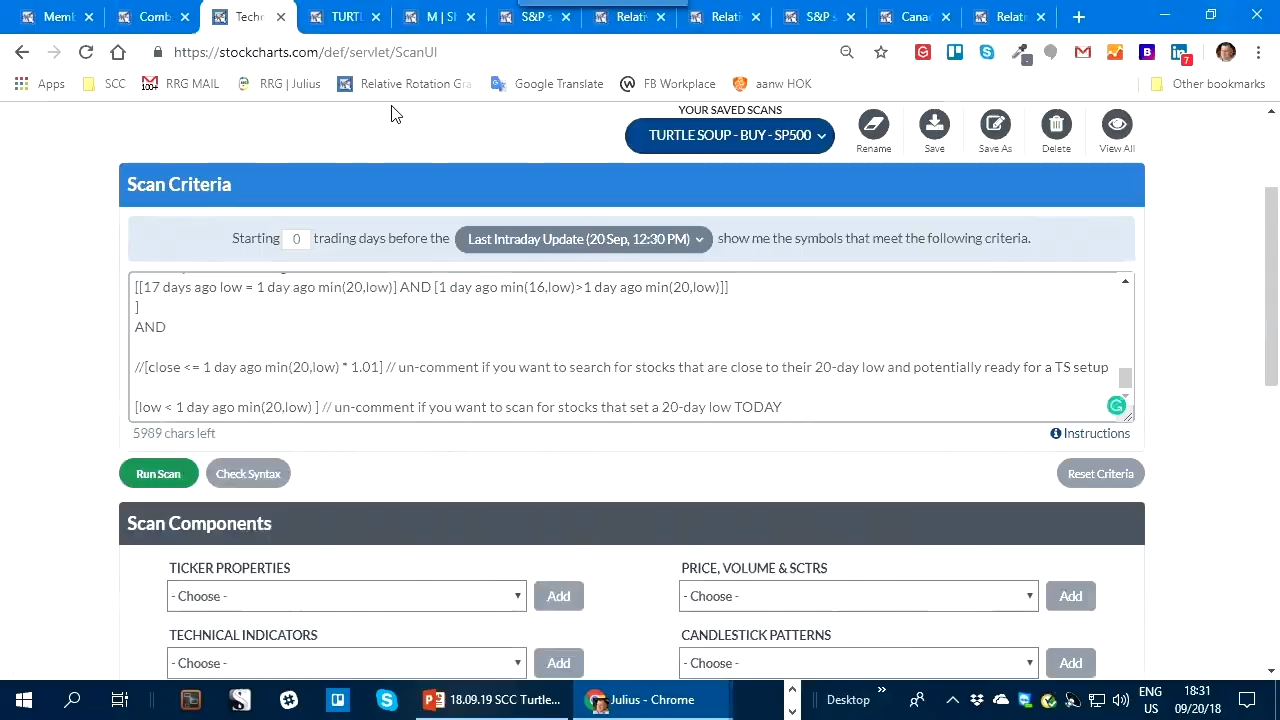 Memb
Comb
Techr
TURTL
M | Sh
S&P s
Relativ
Relati
S&P s
Canac
Relati
https://stockcharts.com/def/servlet/ScanUI
7
Apps
SCC
100+
RRG MAIL
RRG | Julius
Relative Rotation Gra
Google Translate
FB Workplace
aanw HOK
Other bookmarks
YOUR SAVED SCANS
TURTLE SOUP - BUY - SP500
Rename
Save
Save As
Delete
View All
Scan Criteria
Starting 0 trading days before the Last Intraday Update (20 Sep, 12:30 PM) show me the symbols that meet the following criteria.
[[17 days ago low = 1 day ago min(20,low)] AND [1 day ago min(16,low)>1 day ago min(20,low)]]
]
AND
//[close <= 1 day ago min(20,low) * 1.01] // un-comment if you want to search for stocks that are close to their 20-day low and potentially ready for a TS setup
[low < 1 day ago min(20,low) ] // un-comment if you want to scan for stocks that set a 20-day low TODAY
5989 chars left
Instructions
Run Scan
Check Syntax
Reset Criteria
Scan Components
TICKER PROPERTIES
PRICE, VOLUME & SCTRS
- Choose -
Add
- Choose -
Add
TECHNICAL INDICATORS
CANDLESTICK PATTERNS
- Choose -
Add
- Choose -
Add
18.09.19 SCC Turtle...
Julius - Chrome
Desktop
ENG
US
18:31
09/20/18